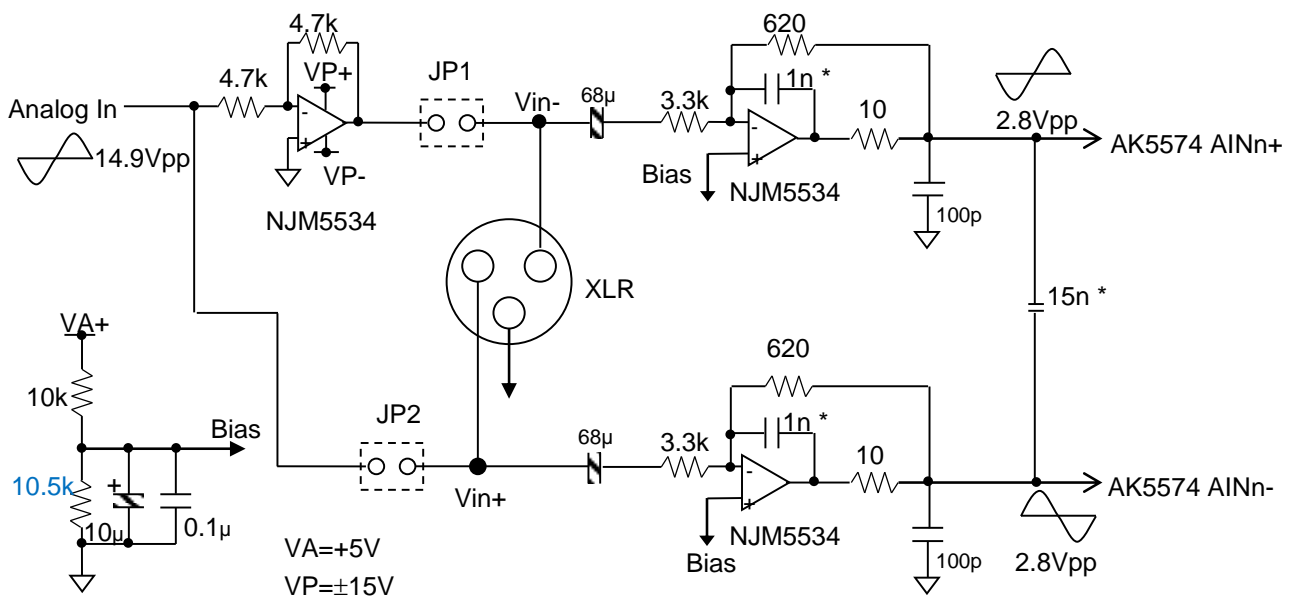 4.7k
620
VP+
JP1
1n *
4.7k
Vin-
68µ
3.3k
10
2.8Vpp
Analog In
14.9Vpp
-
+
-
+
AK5574 AINn+
VP-
Bias
NJM5534
NJM5534
100p
XLR
15n *
VA+
620
10k
JP2
1n *
Bias
68µ
3.3k
10
10.5k
+
-
+
AK5574 AINn-
Vin+
10µ
0.1µ
NJM5534
100p
VA=+5V
Bias
2.8Vpp
VP=±15V